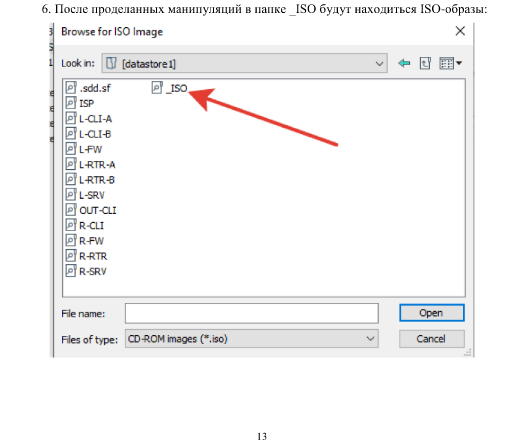 6. После проделанных манипуляций в папке _ISO будут находиться ISO-образы:
Browse for ISO Image
Look in: [datastore1]
.sdd.sf
ISP
L-CLI-A
L-CLI-B
L-FW
L-RTR-A
L-RTR-B
L-SRV
OUT-CLI
R-CLI
R-FW
R-RTR
R-SRV
_ISO
File name:
Open
Files of type: CD-ROM images (*.iso)
Cancel
13